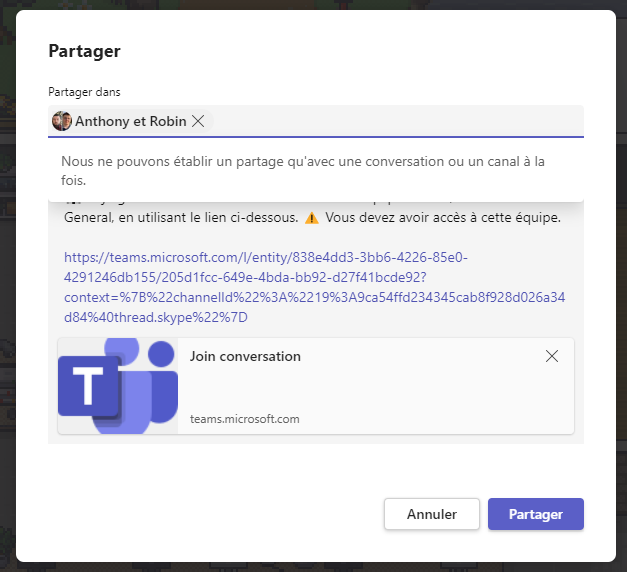 Partager
Partager dans
Anthony et Robin
Nous ne pouvons établir un partage qu'avec une conversation ou un canal à la
fois.
General, en utilisant le lien ci-dessous. ⚠️ Vous devez avoir accès à cette équipe.
https://teams.microsoft.com/l/entity/838e4dd3-3bb6-4226-85e0-
4291246db155/205d1fcc-649e-4bda-bb92-d27f41bcde92?
context=%7B%22channelId%22%3A%2219%3A9ca54ffd234345cab8f928d026a34
d84%40thread.skype%22%7D
T
Join conversation
teams.microsoft.com
Annuler
Partager